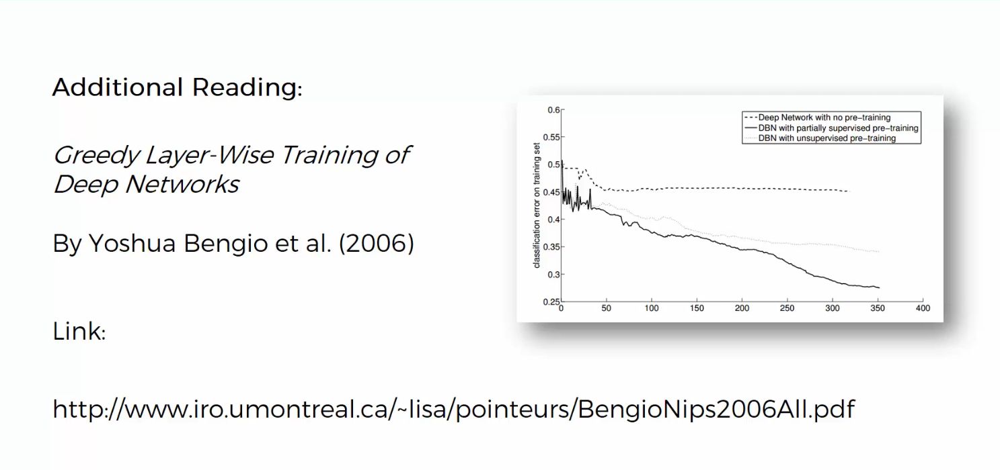 Additional Reading:
Greedy Layer-Wise Training of
Deep Networks
By Yoshua Bengio et al. (2006)
Link:
http://www.iro.umontreal.ca/~lisa/pointeurs/BengioNips2006All.pdf
0.6
0.55
0.5
0.45
0.4
0.35
0.3
0.25
classification error on training set
Deep Network with no pre−training
DBN with partially supervised pre−training
DBN with unsupervised pre−training
0 50 100 150 200 250 300 350 400